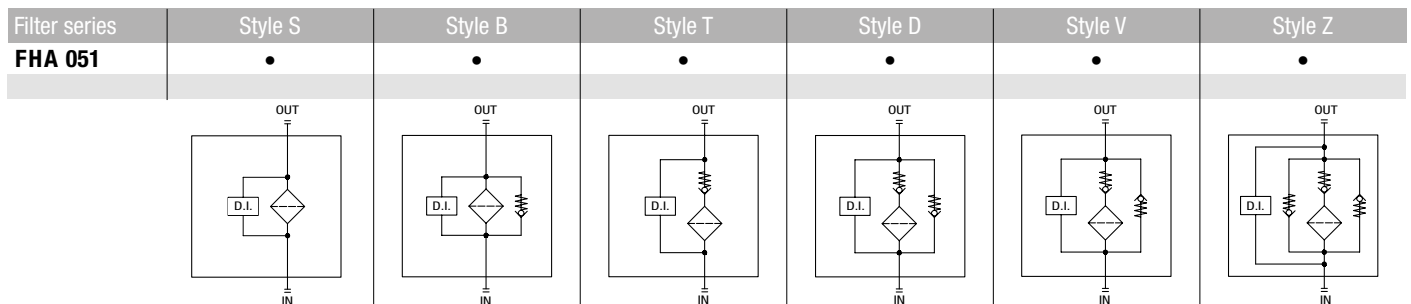 Filter series Style S Style B Style T Style D Style V Style Z
FHA 051 • • • • • •
OUT OUT OUT OUT OUT OUT
D.I. D.I. D.I. D.I. D.I. D.I.
IN IN IN IN IN IN